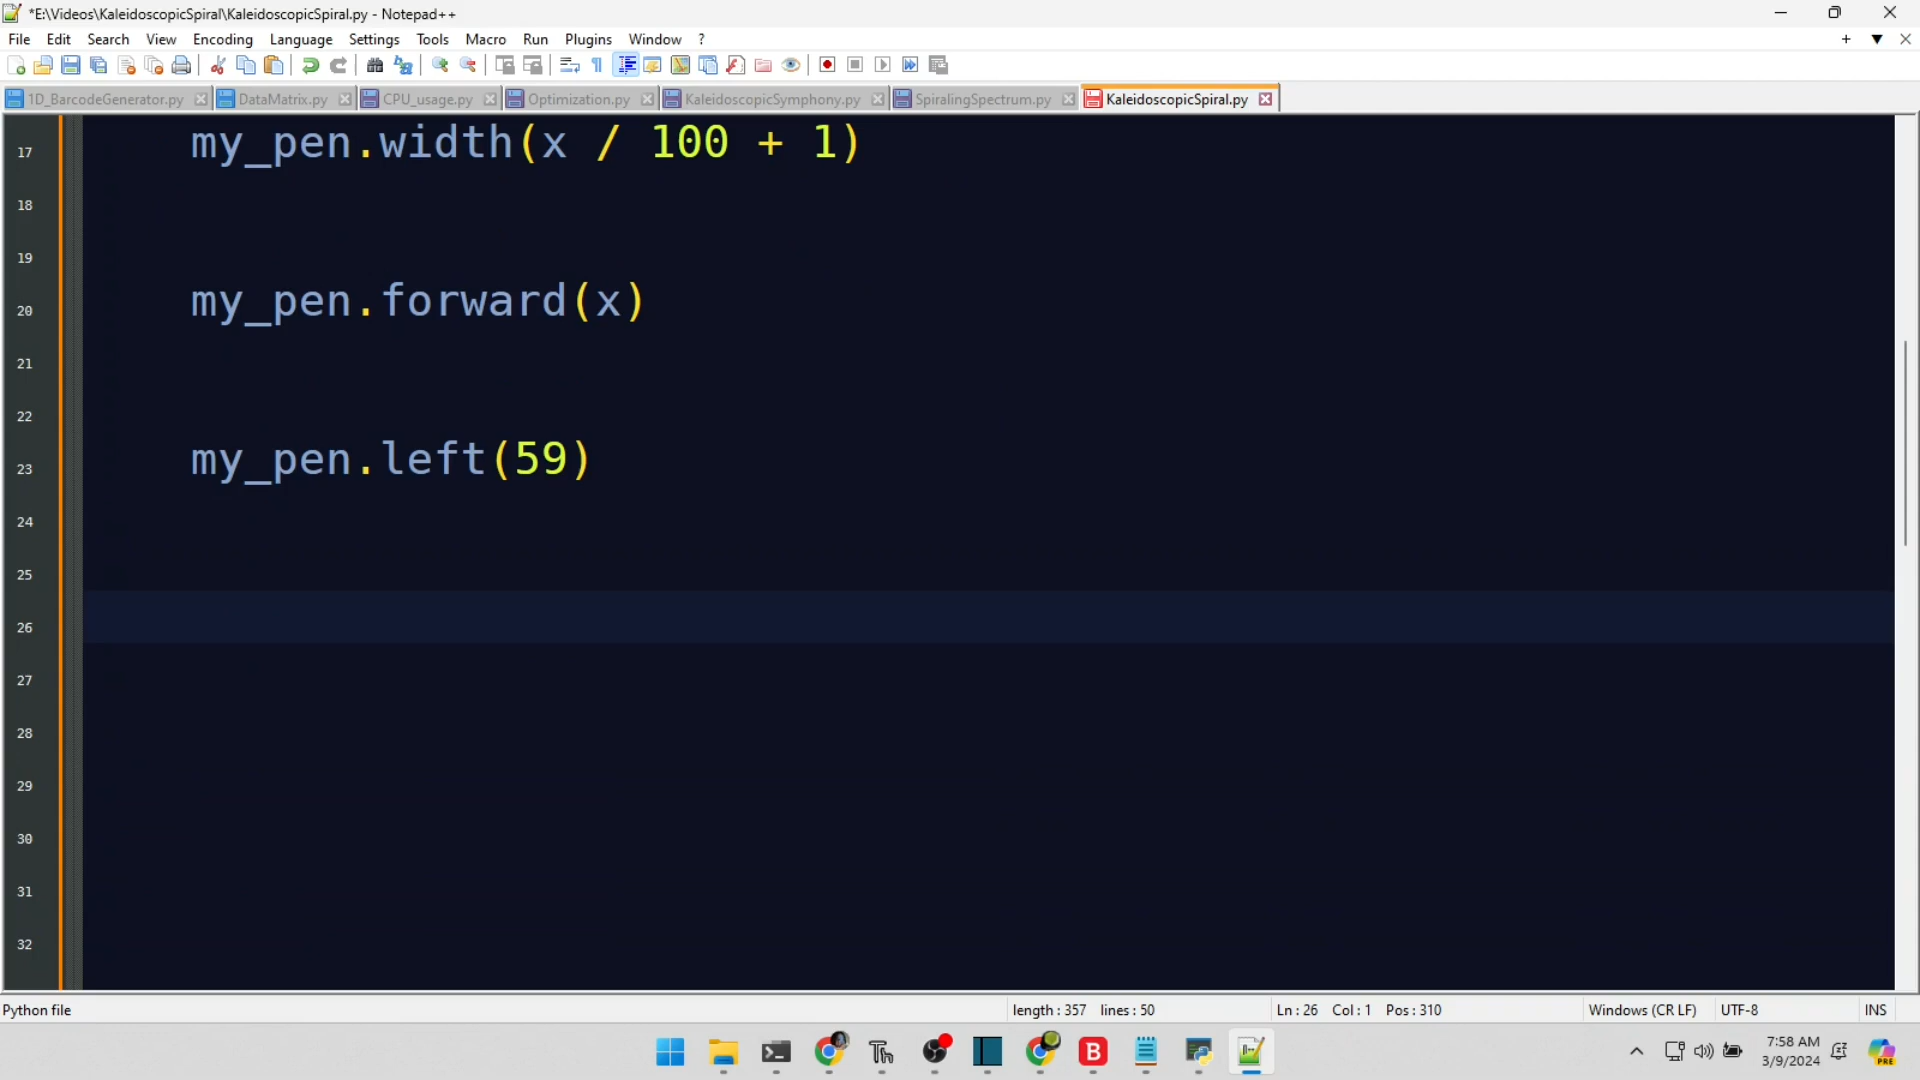 *E:\Videos\KaleidoscopicSpiral\KaleidoscopicSpiral.py - Notepad++
File Edit Search View Encoding Language Settings Tools Macro Run Plugins Window ?
1D_BarcodeGenerator.py DataMatrix.py CPU_usage.py Optimization.py KaleidoscopicSymphony.py SpiralingSpectrum.py KaleidoscopicSpiral.py
17 my_pen.width(x / 100 + 1)
18
19
20 my_pen.forward(x)
21
22
23 my_pen.left(59)
24
25
26
27
28
29
30
31
32
Python file length : 357 lines : 50 Ln : 26 Col : 1 Pos : 310 Windows (CR LF) UTF-8 INS
7:58 AM
3/9/2024
Th
B
PRE